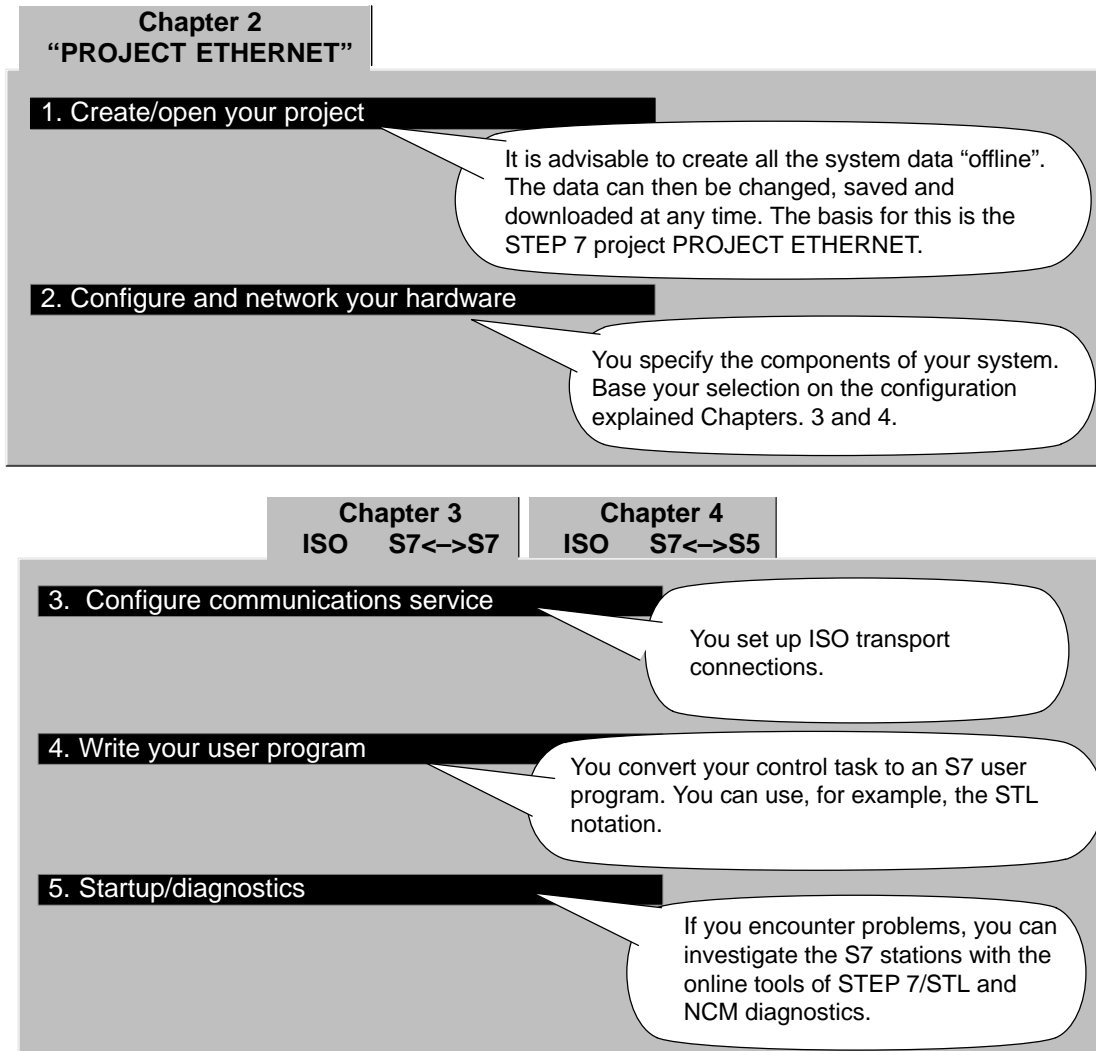 Chapter 2
“PROJECT ETHERNET”
1. Create/open your project
It is advisable to create all the system data “offline”.
The data can then be changed, saved and
downloaded at any time. The basis for this is the
STEP 7 project PROJECT ETHERNET.
2. Configure and network your hardware
You specify the components of your system.
Base your selection on the configuration
explained Chapters. 3 and 4.
Chapter 3
ISO S7<–>S7
Chapter 4
ISO S7<–>S5
3. Configure communications service
You set up ISO transport
connections.
4. Write your user program
You convert your control task to an S7 user
program. You can use, for example, the STL
notation.
5. Startup/diagnostics
If you encounter problems, you can
investigate the S7 stations with the
online tools of STEP 7/STL and
NCM diagnostics.